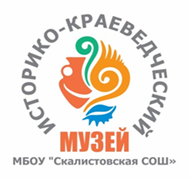 ИСТОРИКО-КРАЕВЕДЧЕСКИЙ
МУЗЕЙ
МБОУ "Скалистовская СОШ»